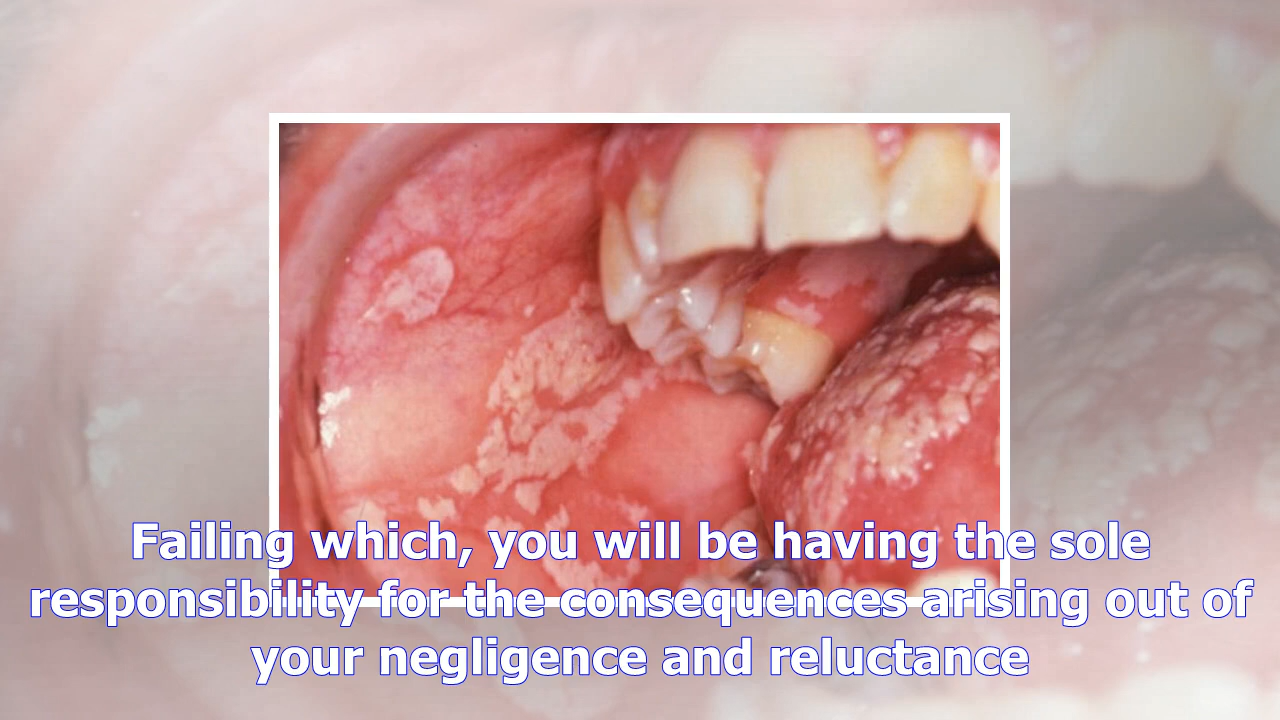 Failing which, you will be having the sole
responsibility for the consequences arising out of
your negligence and reluctance